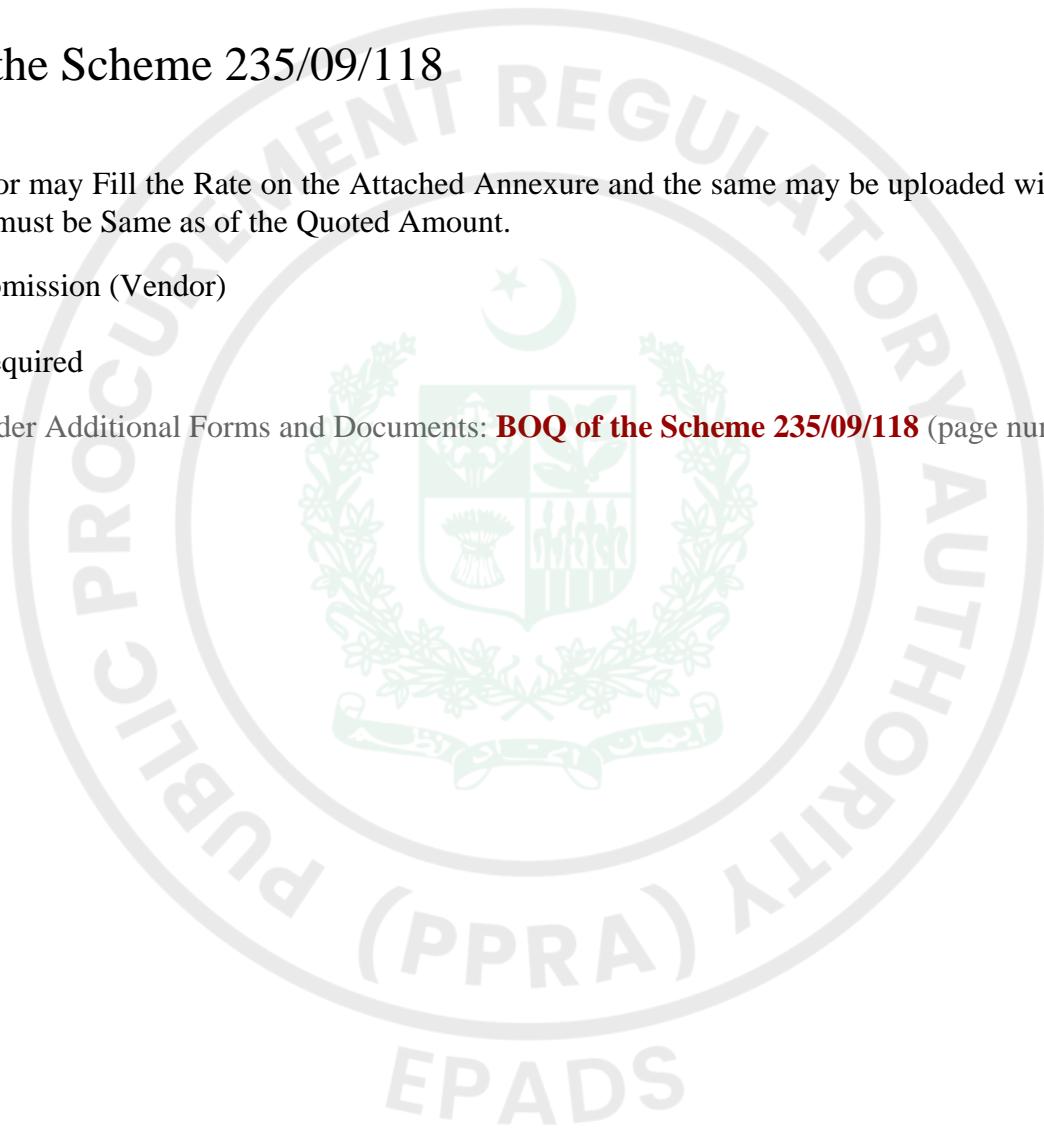 the Scheme 235/09/118
or may Fill the Rate on the Attached Annexure and the same may be uploaded wi
must be Same as of the Quoted Amount.
mission (Vendor)
quired
der Additional Forms and Documents: BOQ of the Scheme 235/09/118 (page nu
PUBLIC PROCUREMENT REGULATORY AUTHORITY
(PPRA)
EPADS